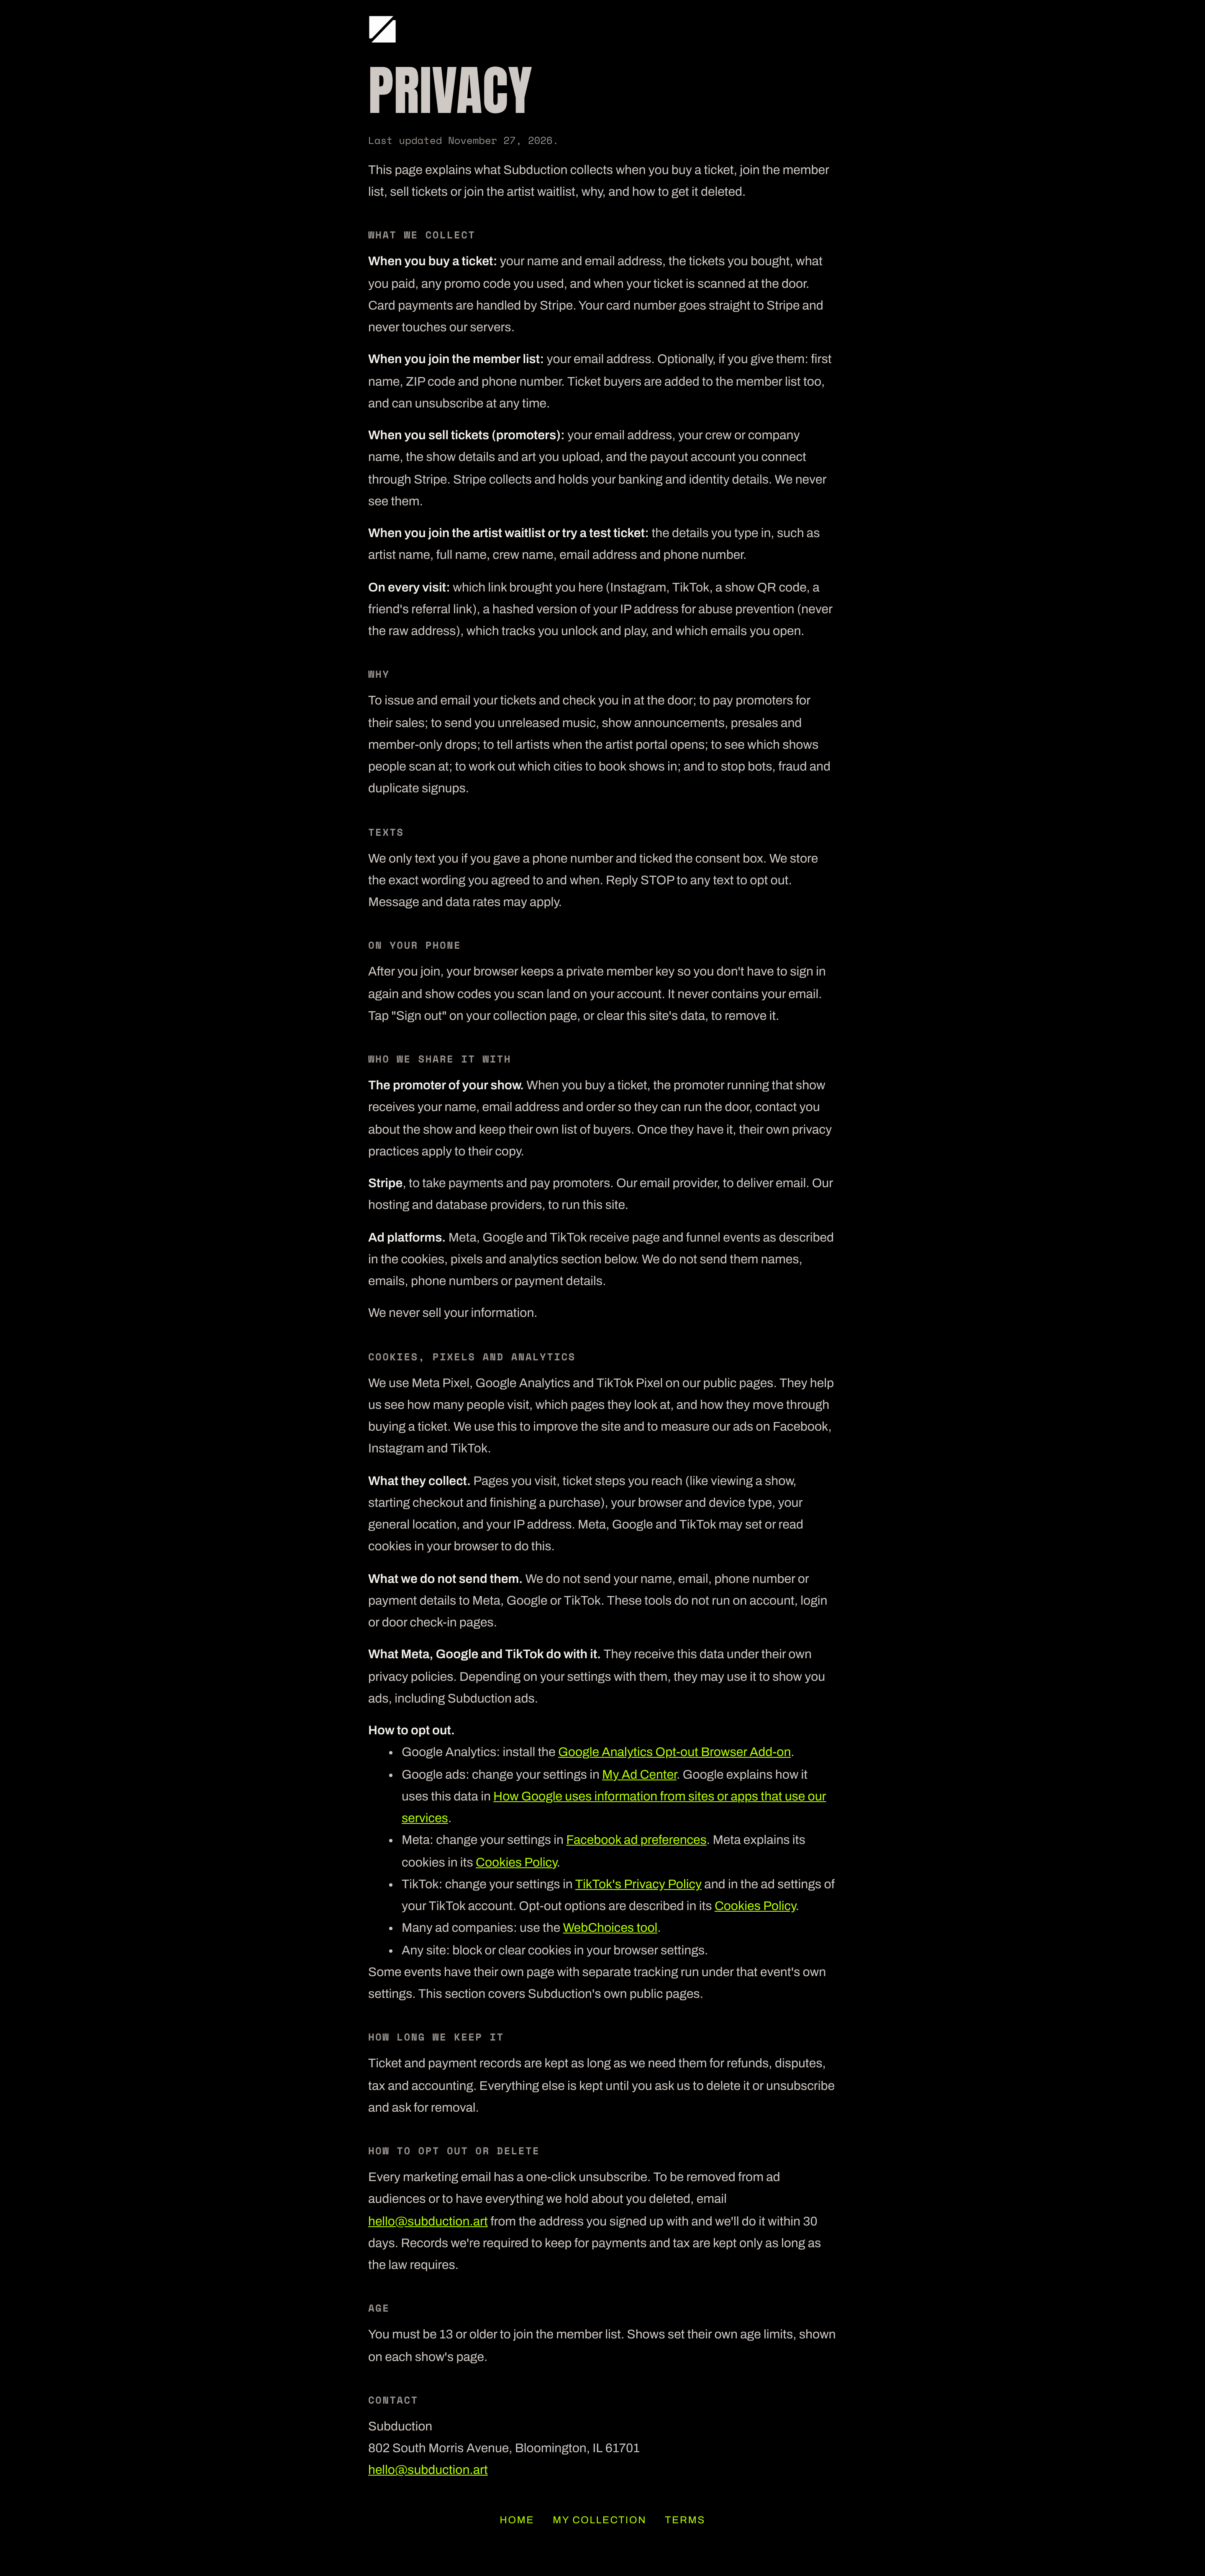 PRIVACY
Last updated November 27, 2026.
This page explains what Subduction collects when you buy a ticket, join the member
list, sell tickets or join the artist waitlist, why, and how to get it deleted.
WHAT WE COLLECT
When you buy a ticket: your name and email address, the tickets you bought, what
you paid, any promo code you used, and when your ticket is scanned at the door.
Card payments are handled by Stripe. Your card number goes straight to Stripe and
never touches our servers.
When you join the member list: your email address. Optionally, if you give them: first
name, ZIP code and phone number. Ticket buyers are added to the member list too,
and can unsubscribe at any time.
When you sell tickets (promoters): your email address, your crew or company
name, the show details and art you upload, and the payout account you connect
through Stripe. Stripe collects and holds your banking and identity details. We never
see them.
When you join the artist waitlist or try a test ticket: the details you type in, such as
artist name, full name, crew name, email address and phone number.
On every visit: which link brought you here (Instagram, TikTok, a show QR code, a
friend's referral link), a hashed version of your IP address for abuse prevention (never
the raw address), which tracks you unlock and play, and which emails you open.
WHY
To issue and email your tickets and check you in at the door; to pay promoters for
their sales; to send you unreleased music, show announcements, presales and
member-only drops; to tell artists when the artist portal opens; to see which shows
people scan at; to work out which cities to book shows in; and to stop bots, fraud and
duplicate signups.
TEXTS
We only text you if you gave a phone number and ticked the consent box. We store
the exact wording you agreed to and when. Reply STOP to any text to opt out.
Message and data rates may apply.
ON YOUR PHONE
After you join, your browser keeps a private member key so you don't have to sign in
again and show codes you scan land on your account. It never contains your email.
Tap "Sign out" on your collection page, or clear this site's data, to remove it.
WHO WE SHARE IT WITH
The promoter of your show. When you buy a ticket, the promoter running that show
receives your name, email address and order so they can run the door, contact you
about the show and keep their own list of buyers. Once they have it, their own privacy
practices apply to their copy.
Stripe, to take payments and pay promoters. Our email provider, to deliver email. Our
hosting and database providers, to run this site.
Ad platforms. Meta, Google and TikTok receive page and funnel events as described
in the cookies, pixels and analytics section below. We do not send them names,
emails, phone numbers or payment details.
We never sell your information.
COOKIES, PIXELS AND ANALYTICS
We use Meta Pixel, Google Analytics and TikTok Pixel on our public pages. They help
us see how many people visit, which pages they look at, and how they move through
buying a ticket. We use this to improve the site and to measure our ads on Facebook,
Instagram and TikTok.
What they collect. Pages you visit, ticket steps you reach (like viewing a show,
starting checkout and finishing a purchase), your browser and device type, your
general location, and your IP address. Meta, Google and TikTok may set or read
cookies in your browser to do this.
What we do not send them. We do not send your name, email, phone number or
payment details to Meta, Google or TikTok. These tools do not run on account, login
or door check-in pages.
What Meta, Google and TikTok do with it. They receive this data under their own
privacy policies. Depending on your settings with them, they may use it to show you
ads, including Subduction ads.
How to opt out.
• Google Analytics: install the Google Analytics Opt-out Browser Add-on.
• Google ads: change your settings in My Ad Center. Google explains how it
uses this data in How Google uses information from sites or apps that use our
services.
• Meta: change your settings in Facebook ad preferences. Meta explains its
cookies in its Cookies Policy.
• TikTok: change your settings in TikTok's Privacy Policy and in the ad settings of
your TikTok account. Opt-out options are described in its Cookies Policy.
• Many ad companies: use the WebChoices tool.
• Any site: block or clear cookies in your browser settings.
Some events have their own page with separate tracking run under that event's own
settings. This section covers Subduction's own public pages.
HOW LONG WE KEEP IT
Ticket and payment records are kept as long as we need them for refunds, disputes,
tax and accounting. Everything else is kept until you ask us to delete it or unsubscribe
and ask for removal.
HOW TO OPT OUT OR DELETE
Every marketing email has a one-click unsubscribe. To be removed from ad
audiences or to have everything we hold about you deleted, email
hello@subduction.art from the address you signed up with and we'll do it within 30
days. Records we're required to keep for payments and tax are kept only as long as
the law requires.
AGE
You must be 13 or older to join the member list. Shows set their own age limits, shown
on each show's page.
CONTACT
Subduction
802 South Morris Avenue, Bloomington, IL 61701
hello@subduction.art
HOME MY COLLECTION TERMS